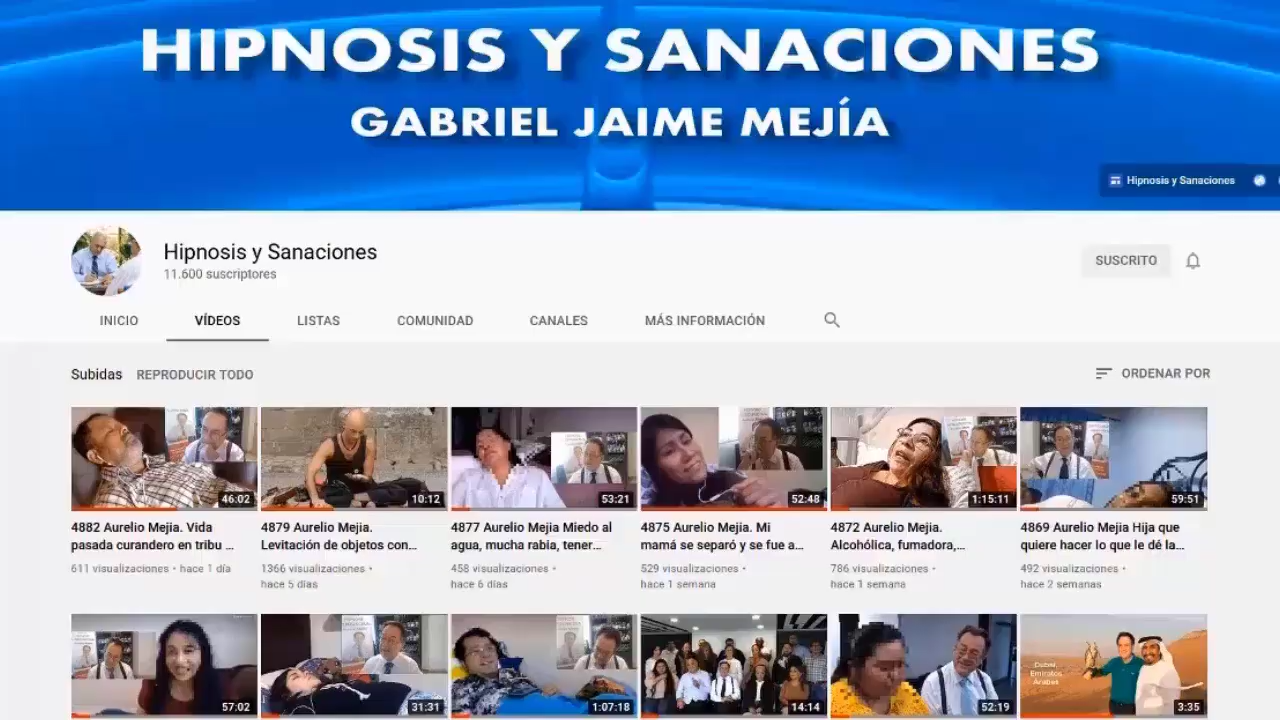 HIPNOSIS Y SANACIONES
GABRIEL JAIME MEJÍA
Hipnosis y Sanaciones
Hipnosis y Sanaciones
11.600 suscriptores
SUSCRITO
INICIO VÍDEOS LISTAS COMUNIDAD CANALES MÁS INFORMACIÓN
Subidas REPRODUCIR TODO ORDENAR POR
46:02 10:12 53:21 52:48 1:15:11 59:51
4882 Aurelio Mejia. Vida
pasada curandero en tribu ...
611 visualizaciones • hace 1 día
4879 Aurelio Mejia.
Levitación de objetos con...
1366 visualizaciones •
hace 5 días
4877 Aurelio Mejia Miedo al
agua, mucha rabia, tener...
458 visualizaciones •
hace 6 días
4875 Aurelio Mejia. Mi
mamá se separó y se fue a...
529 visualizaciones •
hace 1 semana
4872 Aurelio Mejia.
Alcohólica, fumadora,...
786 visualizaciones •
hace 1 semana
4869 Aurelio Mejia Hija que
quiere hacer lo que le dé la...
492 visualizaciones •
hace 2 semanas
Dubai,
Emiratos
Árabes
57:02 31:31 1:07:18 14:14 52:19 3:35